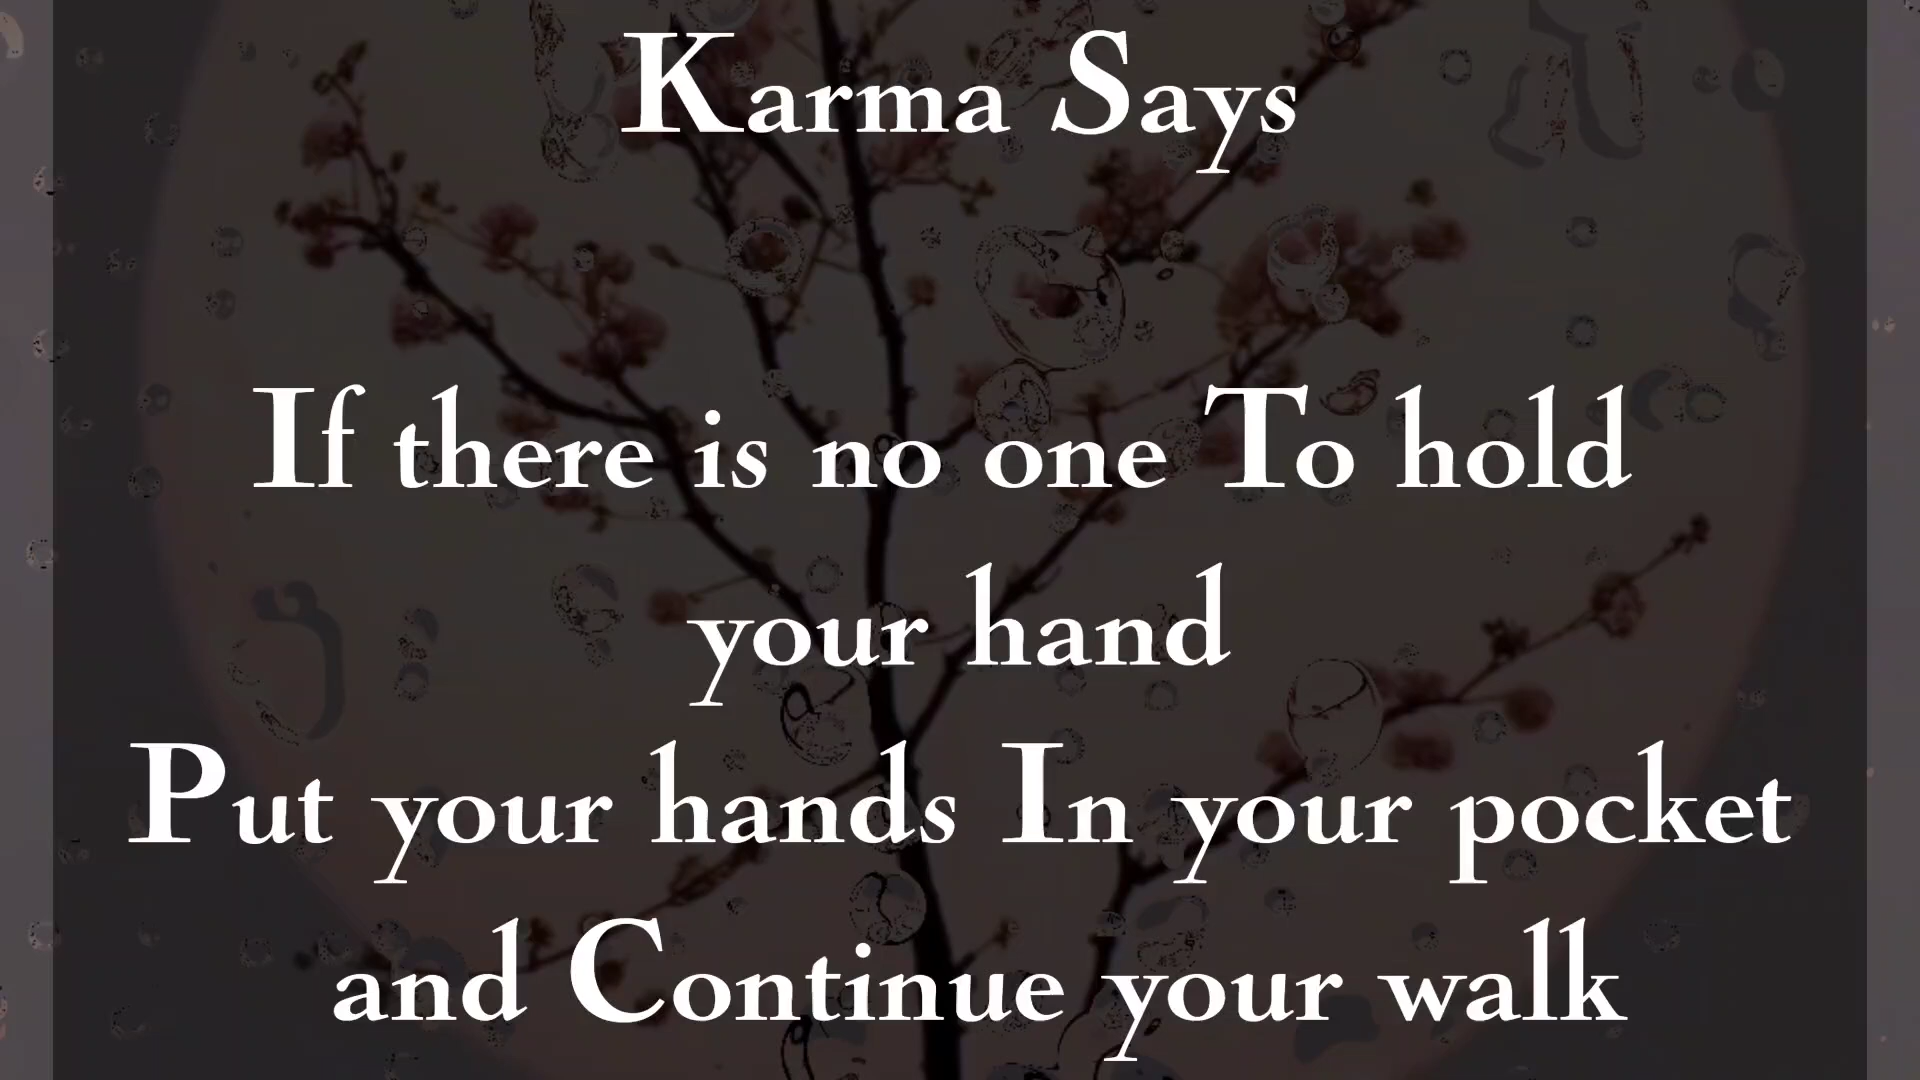 Karma Says
If there is no one To hold
your hand
Put your hands In your pocket
and Continue your walk